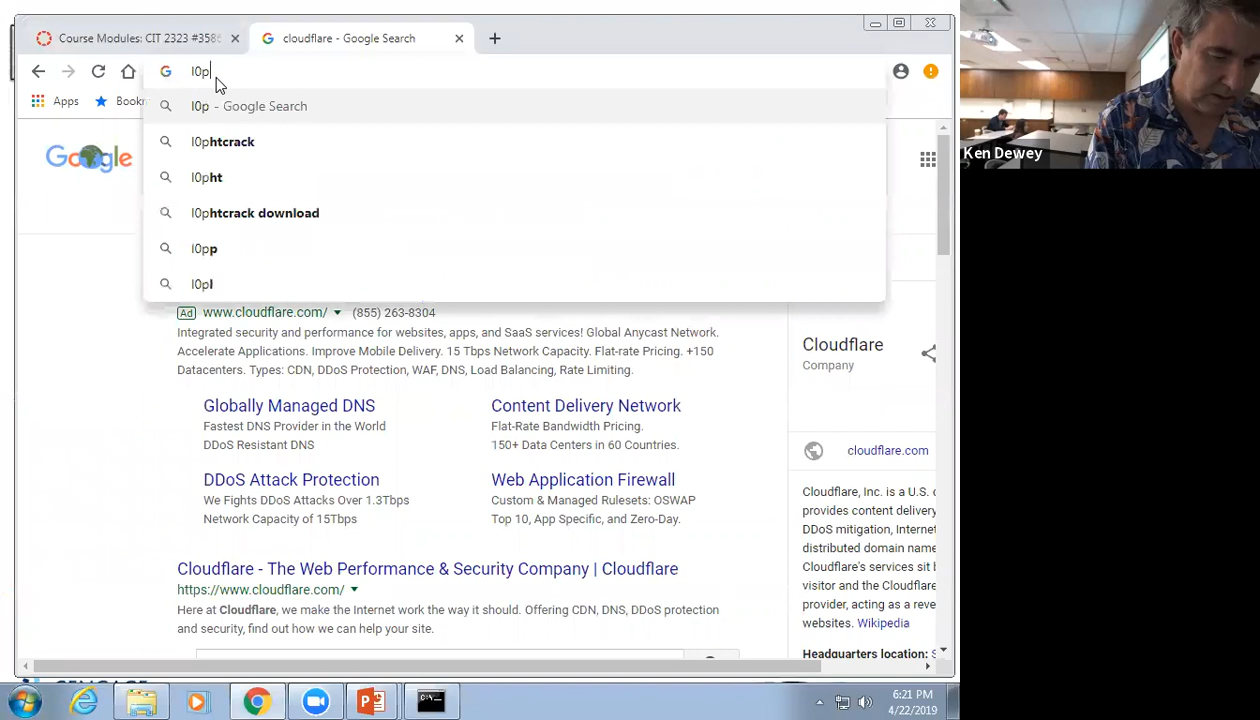 Course Modules: CIT 2323 #3586
cloudflare - Google Search
l0p
Apps
Bookn
l0p - Google Search
l0phtcrack
l0pht
l0phtcrack download
l0pp
l0pl
Google
Ad www.cloudflare.com/ (855) 263-8304
Integrated security and performance for websites, apps, and SaaS services! Global Anycast Network.
Accelerate Applications. Improve Mobile Delivery. 15 Tbps Network Capacity. Flat-rate Pricing. +150
Datacenters. Types: CDN, DDoS Protection, WAF, DNS, Load Balancing, Rate Limiting.
Globally Managed DNS
Fastest DNS Provider in the World
DDoS Resistant DNS
Content Delivery Network
Flat-Rate Bandwidth Pricing.
150+ Data Centers in 60 Countries.
DDoS Attack Protection
We Fights DDoS Attacks Over 1.3Tbps
Network Capacity of 15Tbps
Web Application Firewall
Custom & Managed Rulesets: OSWAP
Top 10, App Specific, and Zero-Day.
Cloudflare - The Web Performance & Security Company | Cloudflare
https://www.cloudflare.com/
Here at Cloudflare, we make the Internet work the way it should. Offering CDN, DNS, DDoS protection
and security, find out how we can help your site.
Cloudflare
Company
cloudflare.com
Cloudflare, Inc. is a U.S.
provides content delivery
DDoS mitigation, Internet
distributed domain name
Cloudflare's services sit b
visitor and the Cloudflare
provider, acting as a reve
websites. Wikipedia
Headquarters location: S
Ken Dewey
6:21 PM
4/22/2019